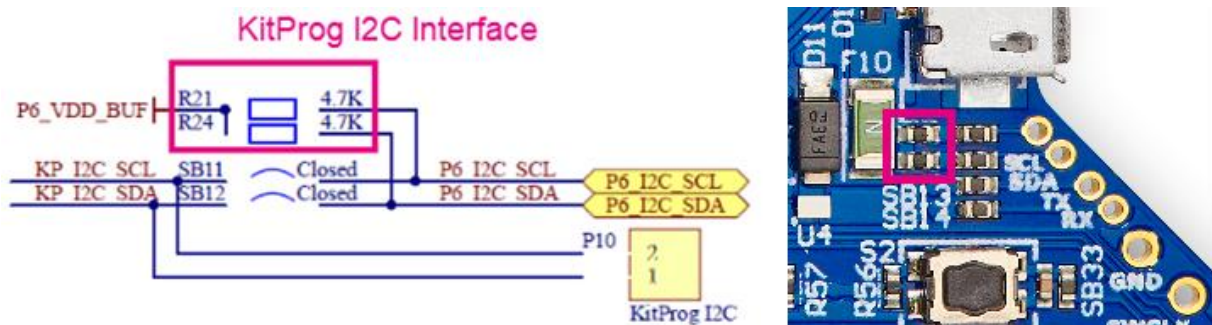 KitProg I2C Interface
R21 4.7K
P6_VDD_BUF
R24 4.7K
KP I2C SCL SB11 Closed P6 I2C SCL P6_I2C_SCL
KP I2C SDA SB12 Closed P6 I2C SDA P6_I2C_SDA
P10
2
1
KitProg I2C
D1
D11
F10
FAE
N
SCL
SDA
TX
RX
SB13
SB14
U4
S2
GND
R57
R56
SB33